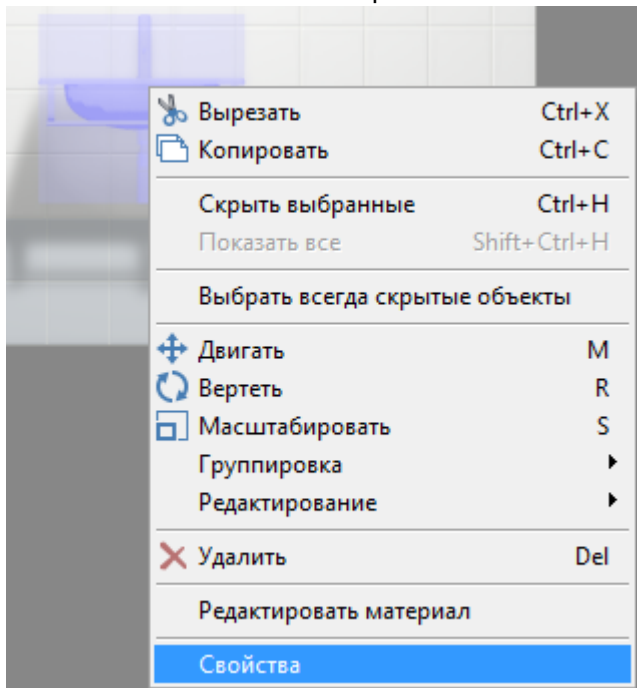 Вырезать Ctrl+X
Копировать Ctrl+C
Скрыть выбранные Ctrl+H
Показать все Shift+Ctrl+H
Выбрать всегда скрытые объекты
Двигать M
Вертеть R
Масштабировать S
Группировка
Редактирование
Удалить Del
Редактировать материал
Свойства